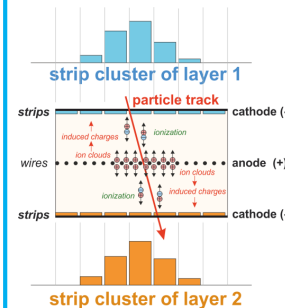 strip cluster of layer 1
particle track
strips
cathode (-
induced charges
ionization
ion clouds
wires
anode (+)
ion clouds
induced charges
ionization
strips
cathode (-
strip cluster of layer 2